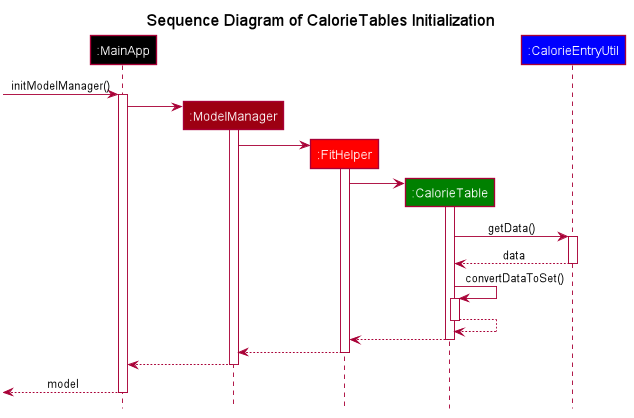 Sequence Diagram of CalorieTables Initialization
:MainApp
:CalorieEntryUtil
initModelManager()
:ModelManager
:FitHelper
:CalorieTable
getData()
data
convertDataToSet()
model